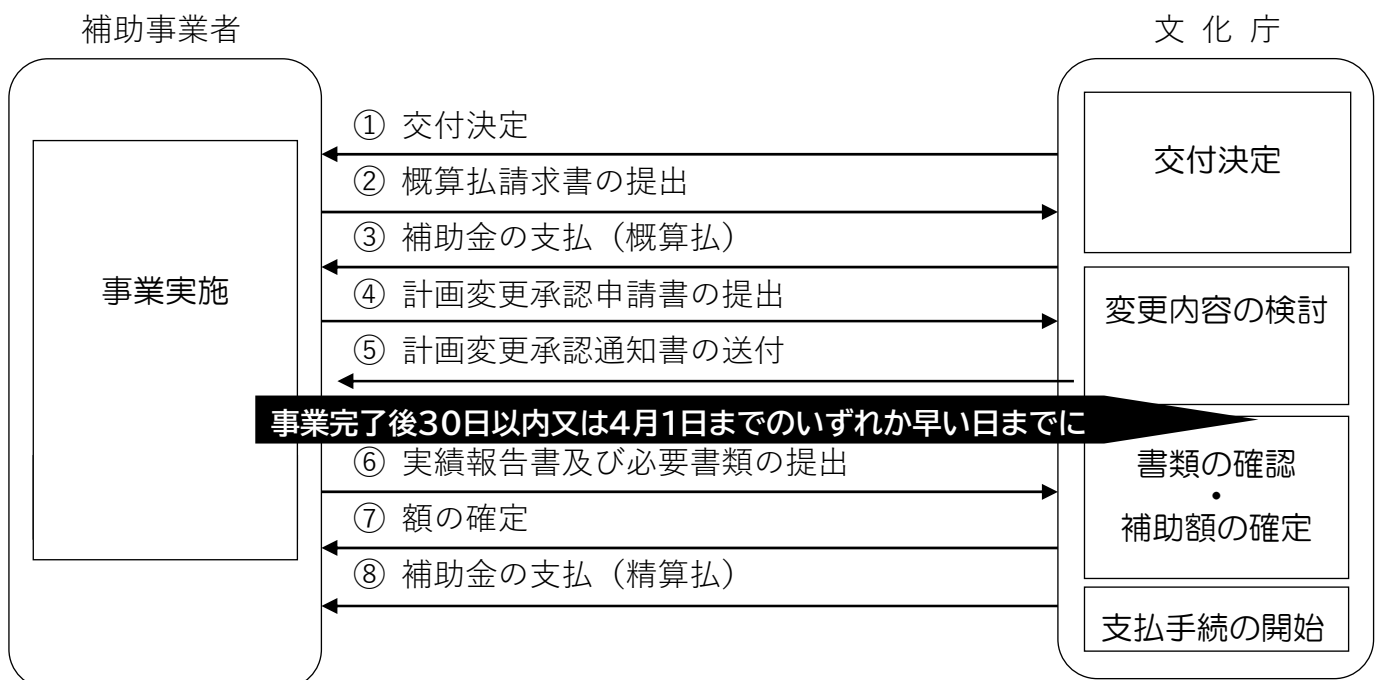 補助事業者
文 化 庁
① 交付決定
交付決定
② 概算払請求書の提出
③ 補助金の支払（概算払）
事業実施
④ 計画変更承認申請書の提出
変更内容の検討
⑤ 計画変更承認通知書の送付
事業完了後30日以内又は4月1日までのいずれか早い日までに
⑥ 実績報告書及び必要書類の提出
書類の確認
・
補助額の確定
⑦ 額の確定
⑧ 補助金の支払（精算払）
支払手続の開始